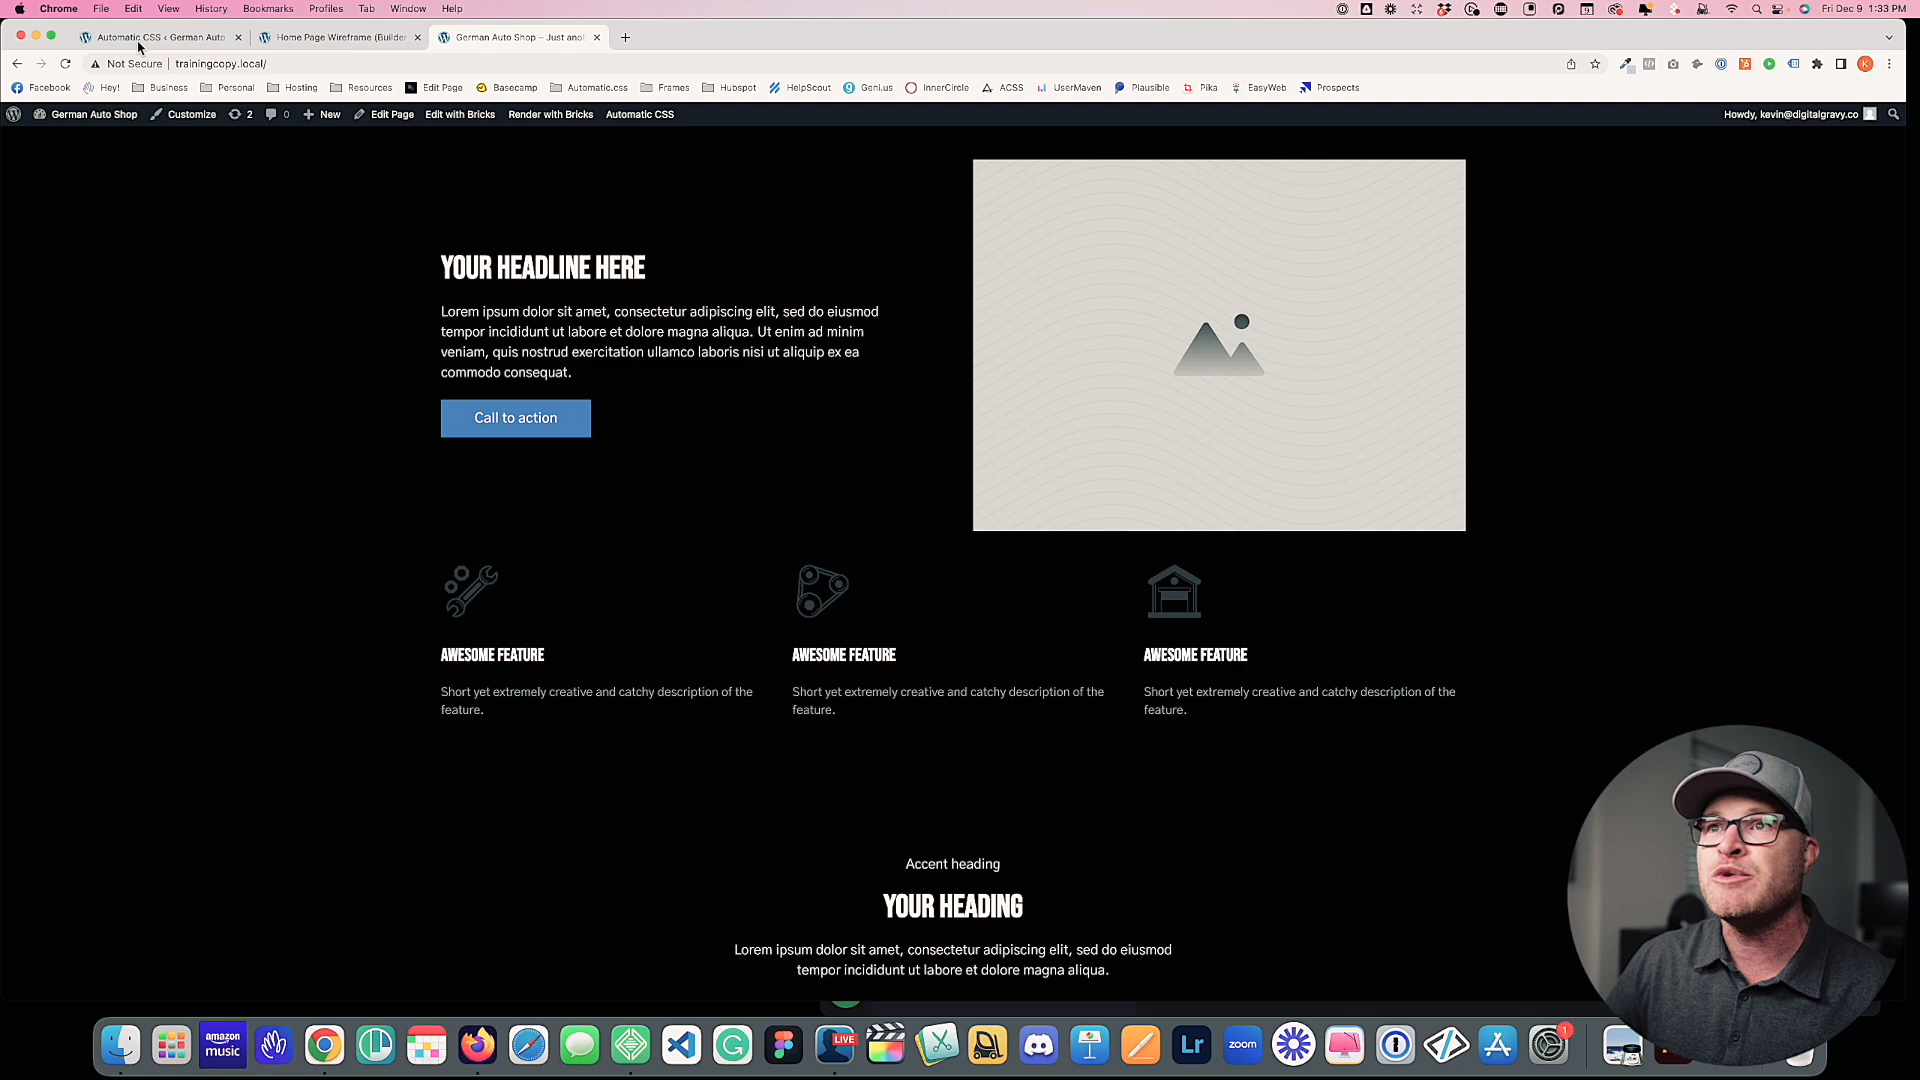 Chrome File Edit View History Bookmarks Profiles Tab Window Help Fri Dec 9 1:33 PM
Automatic CSS ‹ German Auto Home Page Wireframe (Builder German Auto Shop – Just anot
Not Secure trainingcopy.local/
Facebook Hey! Business Personal Hosting Resources Edit Page Basecamp Automatic.css Frames Hubspot HelpScout Geni.us InnerCircle ACSS UserMaven Plausible Pika EasyWeb Prospects
German Auto Shop Customize 2 0 New Edit Page Edit with Bricks Render with Bricks Automatic CSS Howdy, kevin@digitalgravy.co
YOUR HEADLINE HERE
Lorem ipsum dolor sit amet, consectetur adipiscing elit, sed do eiusmod
tempor incididunt ut labore et dolore magna aliqua. Ut enim ad minim
veniam, quis nostrud exercitation ullamco laboris nisi ut aliquip ex ea
commodo consequat.
Call to action
AWESOME FEATURE AWESOME FEATURE AWESOME FEATURE
Short yet extremely creative and catchy description of the Short yet extremely creative and catchy description of the Short yet extremely creative and catchy description of the
feature. feature. feature.
Accent heading
YOUR HEADING
Lorem ipsum dolor sit amet, consectetur adipiscing elit, sed do eiusmod
tempor incididunt ut labore et dolore magna aliqua.
amazon
music
LIVE
Lr
zoom
1